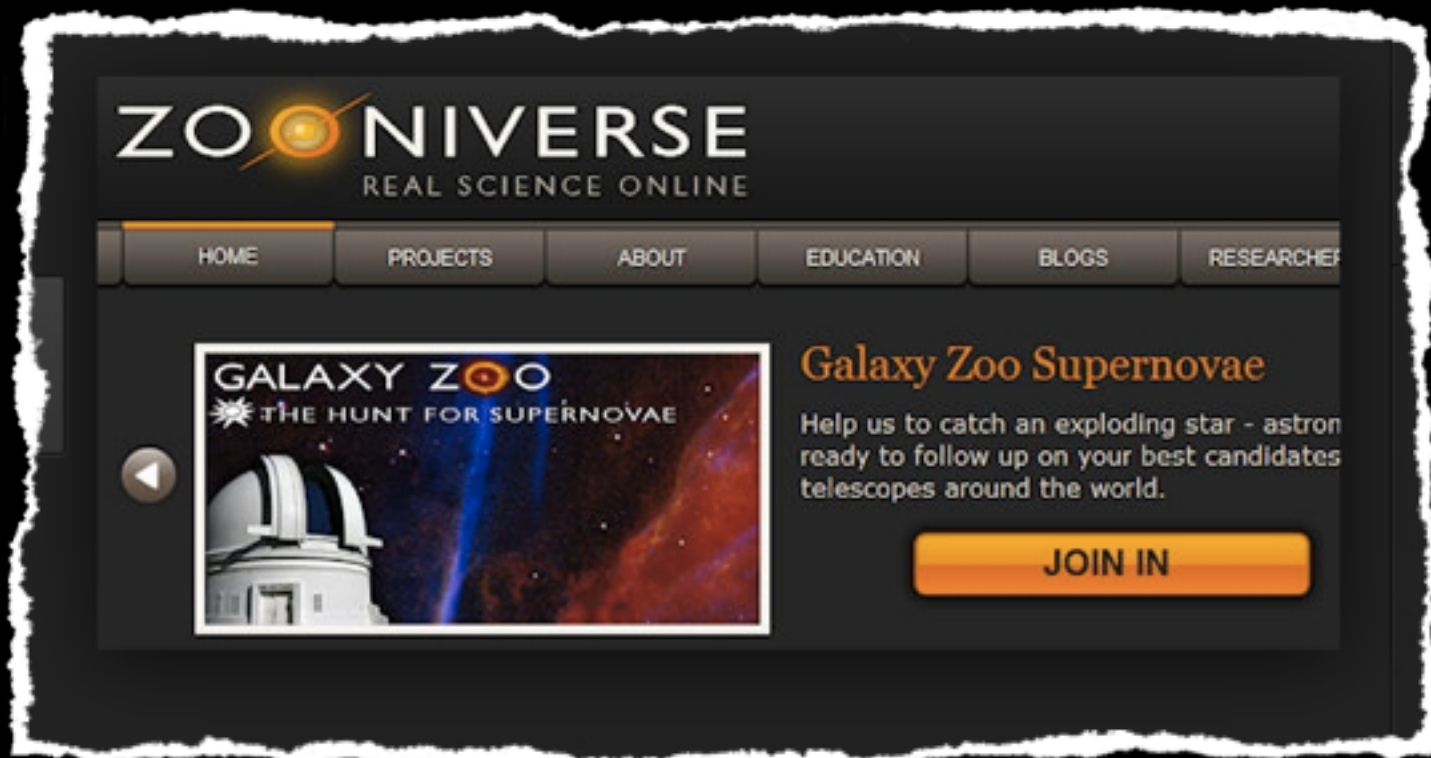 ZOONIVERSE
REAL SCIENCE ONLINE
HOME PROJECTS ABOUT EDUCATION BLOGS RESEARCHER
GALAXY ZOO
THE HUNT FOR SUPERNOVAE
Galaxy Zoo Supernovae
Help us to catch an exploding star - astron
ready to follow up on your best candidates
telescopes around the world.
JOIN IN